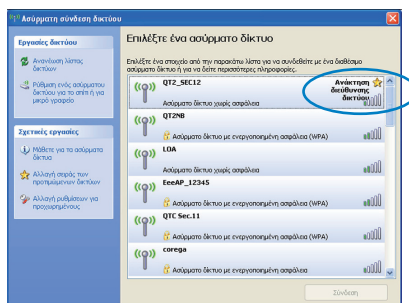 Ασύρματη σύνδεση δικτύου
Εργασίες δικτύου
Ανανέωση λίστας
δικτύων
Ρύθμιση ενός ασύρματου
δικτύου για το σπίτι ή για
μικρό γραφείο
Σχετικές εργασίες
Μάθετε για τα ασύρματα
δίκτυα
Αλλαγή σειράς των
προτιμώμενων δικτύων
Αλλαγή ρυθμίσεων για
προχωρημένους
Επιλέξτε ένα ασύρματο δίκτυο
Επιλέξτε ένα στοιχείο από την παρακάτω λίστα για να συνδεθείτε με ένα διαθέσιμο
ασύρματο δίκτυο ή για να δείτε περισσότερες πληροφορίες.
QT2_SEC12
Ανάκτηση
διεύθυνσης
δικτύου
Ασύρματο δίκτυο χωρίς ασφάλεια
QT2NB
Ασύρματο δίκτυο με ενεργοποιημένη ασφάλεια (WPA)
LOA
Ασύρματο δίκτυο χωρίς ασφάλεια
EeeAP_12345
Ασύρματο δίκτυο με ενεργοποιημένη ασφάλεια (WPA)
QTC Sec.11
Ασύρματο δίκτυο με ενεργοποιημένη ασφάλεια (WPA)
corega
Ασύρματο δίκτυο με ενεργοποιημένη ασφάλεια
Σύνδεση